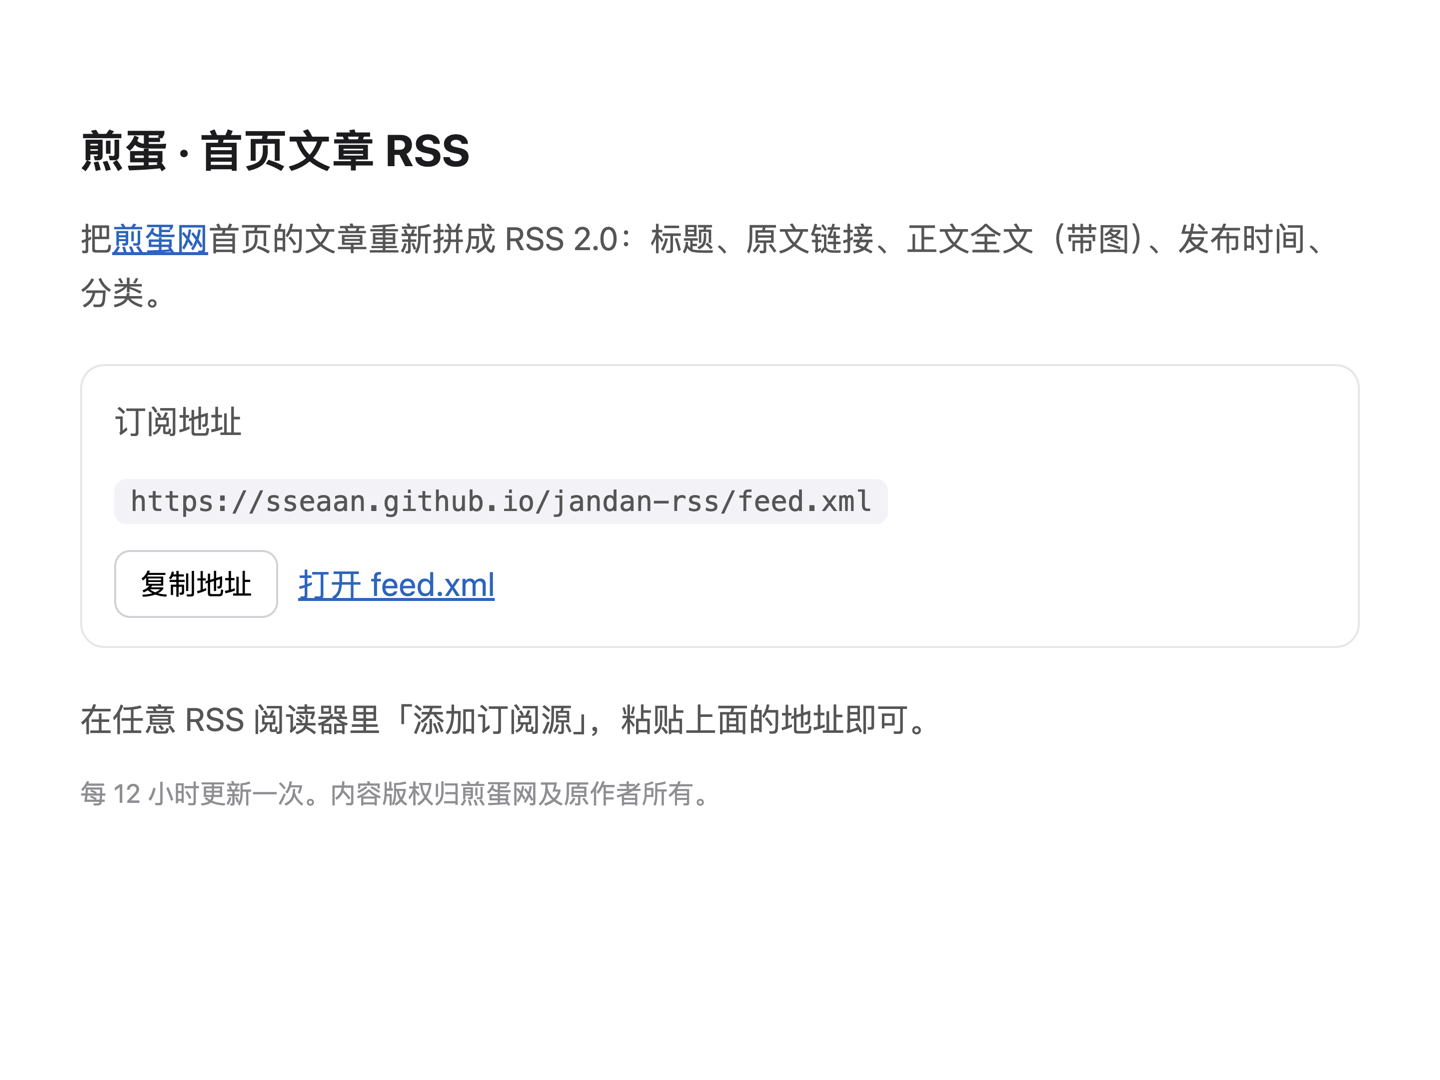 煎蛋 · 首页文章 RSS
把煎蛋网首页的文章重新拼成 RSS 2.0：标题、原文链接、正文全文（带图）、发布时间、
分类。
订阅地址
https://sseaan.github.io/jandan-rss/feed.xml
复制地址 打开 feed.xml
在任意 RSS 阅读器里「添加订阅源」，粘贴上面的地址即可。
每 12 小时更新一次。内容版权归煎蛋网及原作者所有。